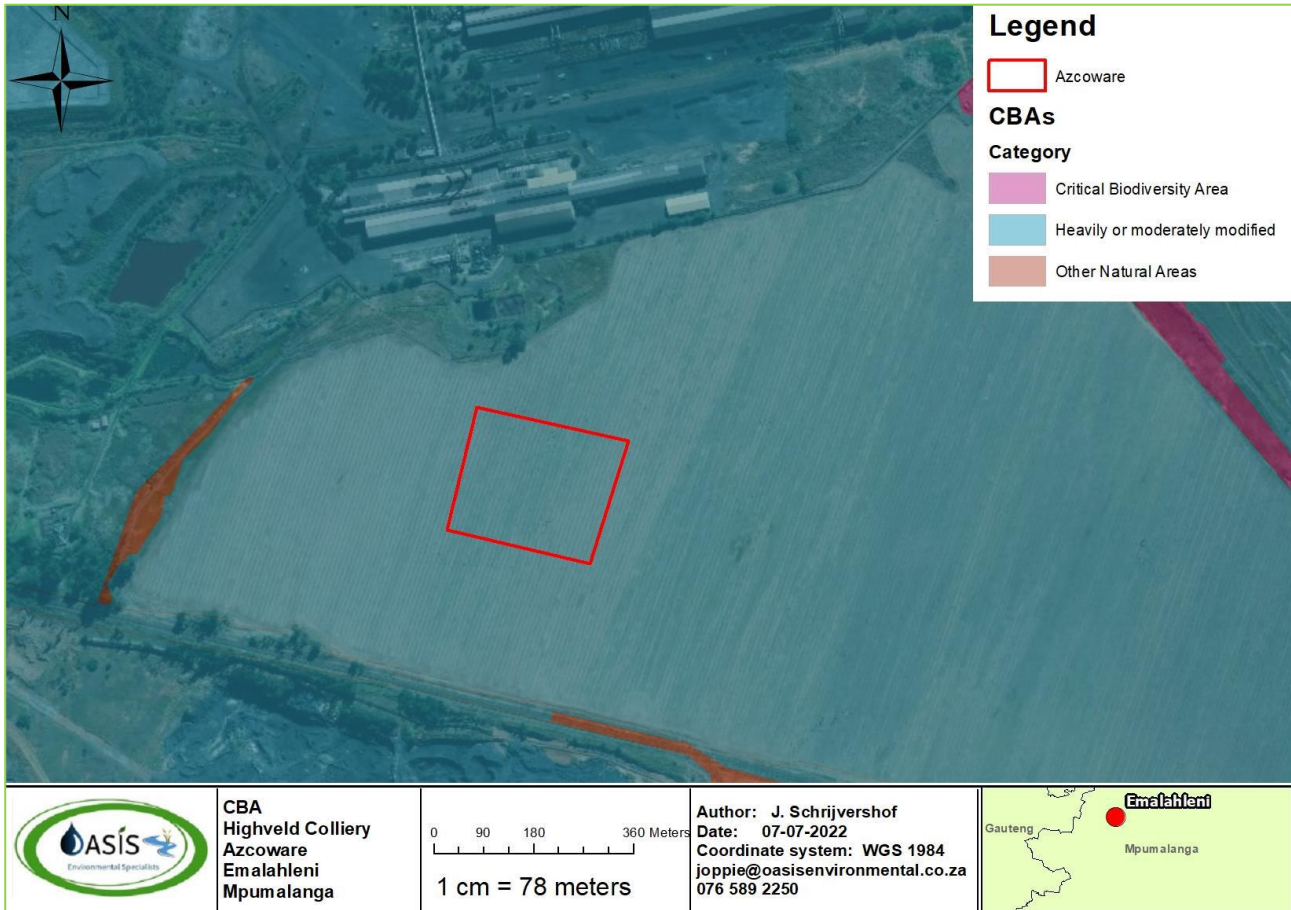 N
Legend
Azcoware
CBAs
Category
Critical Biodiversity Area
Heavily or moderately modified
Other Natural Areas
OASIS
Environmental Specialists
CBA
Highveld Colliery
Azcoware
Emalahleni
Mpumalanga
0 90 180 360 Meters
1 cm = 78 meters
Author: J. Schrijvershof
Date: 07-07-2022
Coordinate system: WGS 1984
joppie@oasisenvironmental.co.za
076 589 2250
Emalahleni
Gauteng
Mpumalanga